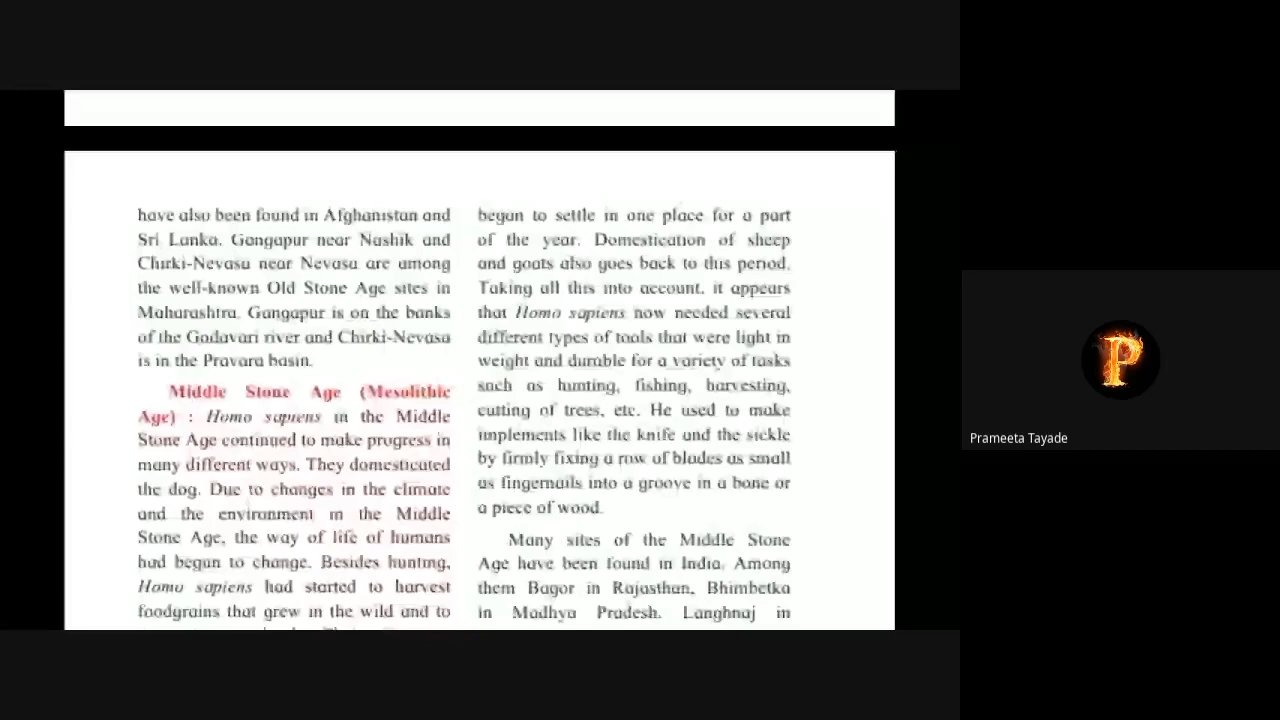 have also been found in Afghanistan and
Sri Lanka. Gangapur near Nashik and
Chirki-Nevasa near Nevasa are among
the well-known Old Stone Age sites in
Maharashtra. Gangapur is on the banks
of the Godavari river and Chirki-Nevasa
is in the Pravara basin.
Middle Stone Age (Mesolithic
Age) : Homo sapiens in the Middle
Stone Age continued to make progress in
many different ways. They domesticated
the dog. Due to changes in the climate
and the environment in the Middle
Stone Age, the way of life of humans
had begun to change. Besides hunting,
Homo sapiens had started to harvest
foodgrains that grew in the wild and to
began to settle in one place for a part
of the year. Domestication of sheep
and goats also goes back to this period.
Taking all this into account, it appears
that Homo sapiens now needed several
different types of tools that were light in
weight and durable for a variety of tasks
such as hunting, fishing, harvesting,
cutting of trees, etc. He used to make
implements like the knife and the sickle
by firmly fixing a row of blades as small
as fingernails into a groove in a bone or
a piece of wood.
Many sites of the Middle Stone
Age have been found in India. Among
them Bagor in Rajasthan, Bhimbetka
in Madhya Pradesh, Langhnaj in
P
Prameeta Tayade